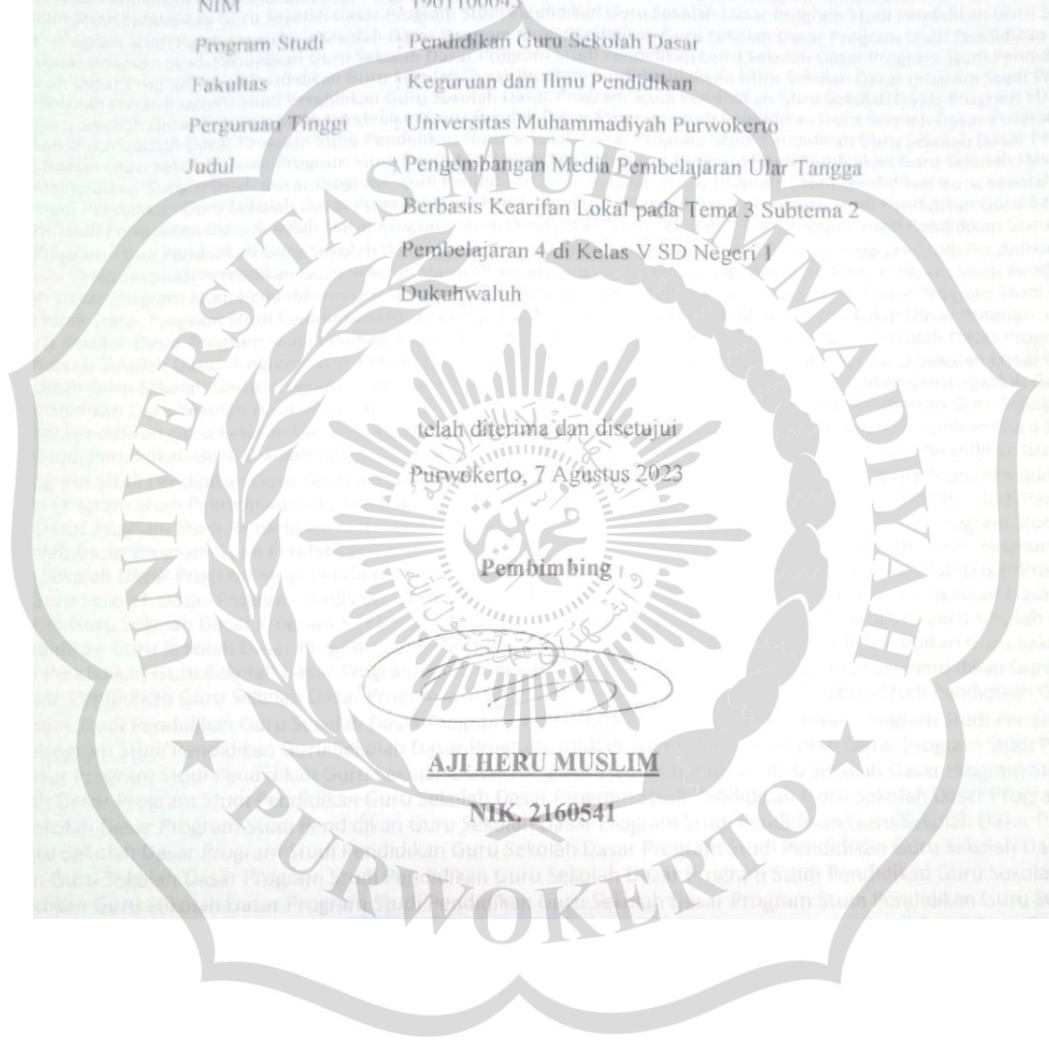 NIM : 1901100043
Program Studi : Pendidikan Guru Sekolah Dasar
Fakultas : Keguruan dan Ilmu Pendidikan
Perguruan Tinggi : Universitas Muhammadiyah Purwokerto
Judul : Pengembangan Media Pembelajaran Ular Tangga
Berbasis Kearifan Lokal pada Tema 3 Subtema 2
Pembelajaran 4 di Kelas V SD Negeri 1
Dukuhwaluh
telah diterima dan disetujui
Purwokerto, 7 Agustus 2023
Pembimbing
AJI HERU MUSLIM
NIK. 2160541
UNIVERSITAS MUHAMMADIYAH
PURWOKERTO